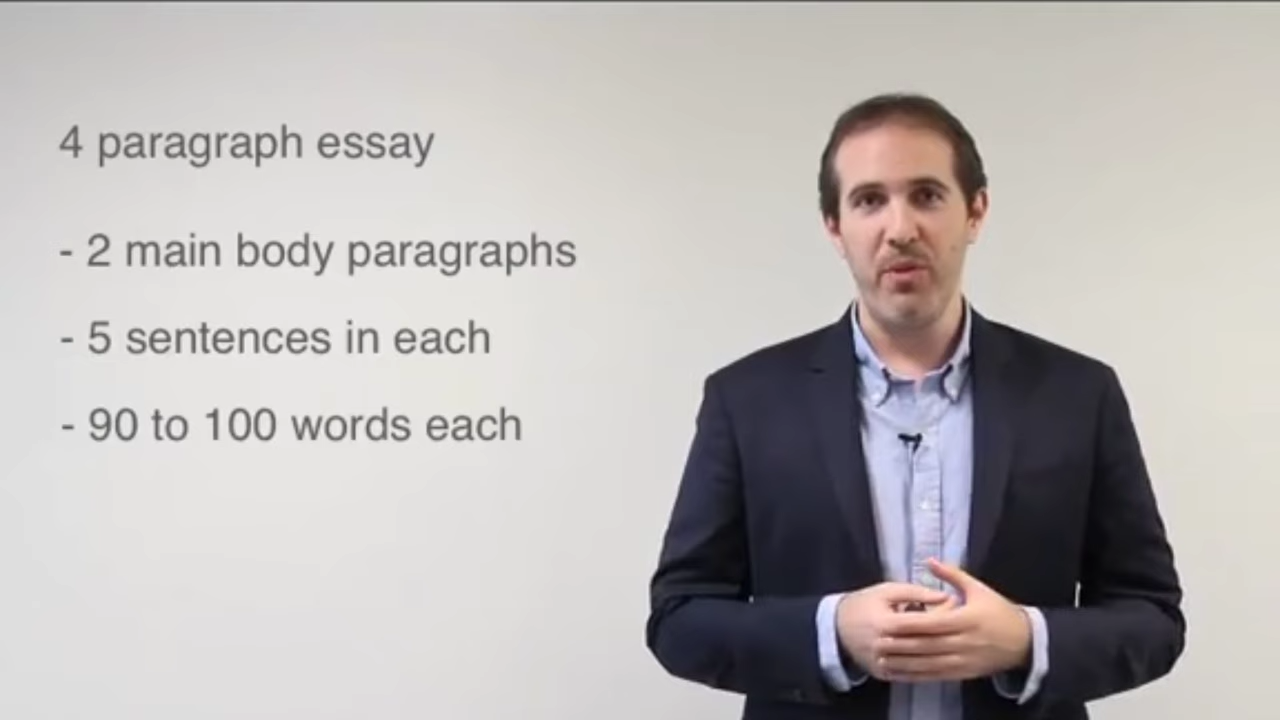 4 paragraph essay
- 2 main body paragraphs
- 5 sentences in each
- 90 to 100 words each